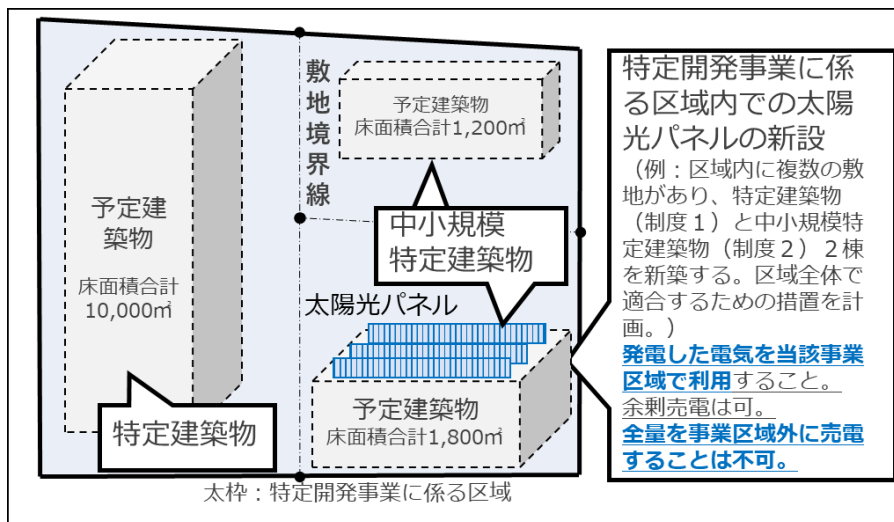 敷地境界線
予定建築物
床面積合計1,200㎡
中小規模
特定建築物
予定建
築物
床面積合計
10,000㎡
特定建築物
太陽光パネル
予定建築物
床面積合計1,800㎡
太枠：特定開発事業に係る区域
特定開発事業に係
る区域内での太陽
光パネルの新設
（例：区域内に複数の敷
地があり、特定建築物
（制度１）と中小規模特
定建築物（制度２）２棟
を新築する。区域全体で
適合するための措置を計
画。）
発電した電気を当該事業
区域で利用すること。
余剰売電は可。
全量を事業区域外に売電
することは不可。